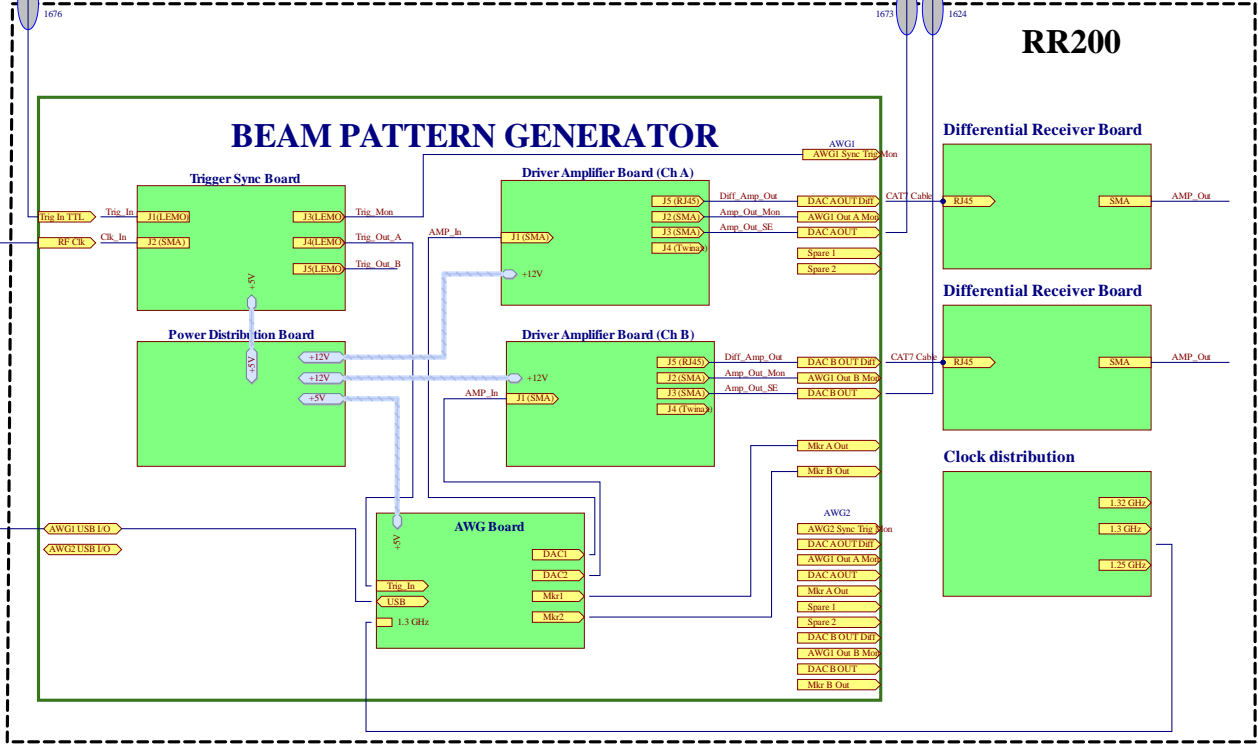 1676
1673
1624
RR200
BEAM PATTERN GENERATOR
AWG1
AWG1 Sync Trig Mon
Trigger Sync Board
Trig In TTL
Trig_In
J1(LEMO)
J3(LEMO)
Trig_Mon
RF Clk
Clk_In
J2 (SMA)
J4(LEMO)
Trig_Out_A
J5(LEMO)
Trig_Out_B
+5V
Driver Amplifier Board (Ch A)
AMP_In
J1 (SMA)
+12V
J5 (RJ45)
Diff_Amp_Out
J2 (SMA)
Amp_Out_Mon
J3 (SMA)
Amp_Out_SE
J4 (Twinax)
DAC A OUT Diff
AWG1 Out A Mon
DAC A OUT
Spare 1
Spare 2
CAT7 Cable
Differential Receiver Board
RJ45
SMA
AMP_Out
Power Distribution Board
+5V
+12V
+12V
+5V
Driver Amplifier Board (Ch B)
+12V
AMP_In
J1 (SMA)
J5 (RJ45)
Diff_Amp_Out
J2 (SMA)
Amp_Out_Mon
J3 (SMA)
Amp_Out_SE
J4 (Twinax)
DAC B OUT Diff
AWG1 Out B Mon
DAC B OUT
CAT7 Cable
Differential Receiver Board
RJ45
SMA
AMP_Out
Mkr A Out
Mkr B Out
Clock distribution
1.32 GHz
1.3 GHz
1.25 GHz
AWG1 USB I/O
AWG2 USB I/O
AWG Board
+5V
DAC1
DAC2
Trig_In
USB
1.3 GHz
Mkr1
Mkr2
AWG2
AWG2 Sync Trig Mon
DAC A OUT Diff
AWG1 Out A Mon
DAC A OUT
Mkr A Out
Spare 1
Spare 2
DAC B OUT Diff
AWG1 Out B Mon
DAC B OUT
Mkr B Out